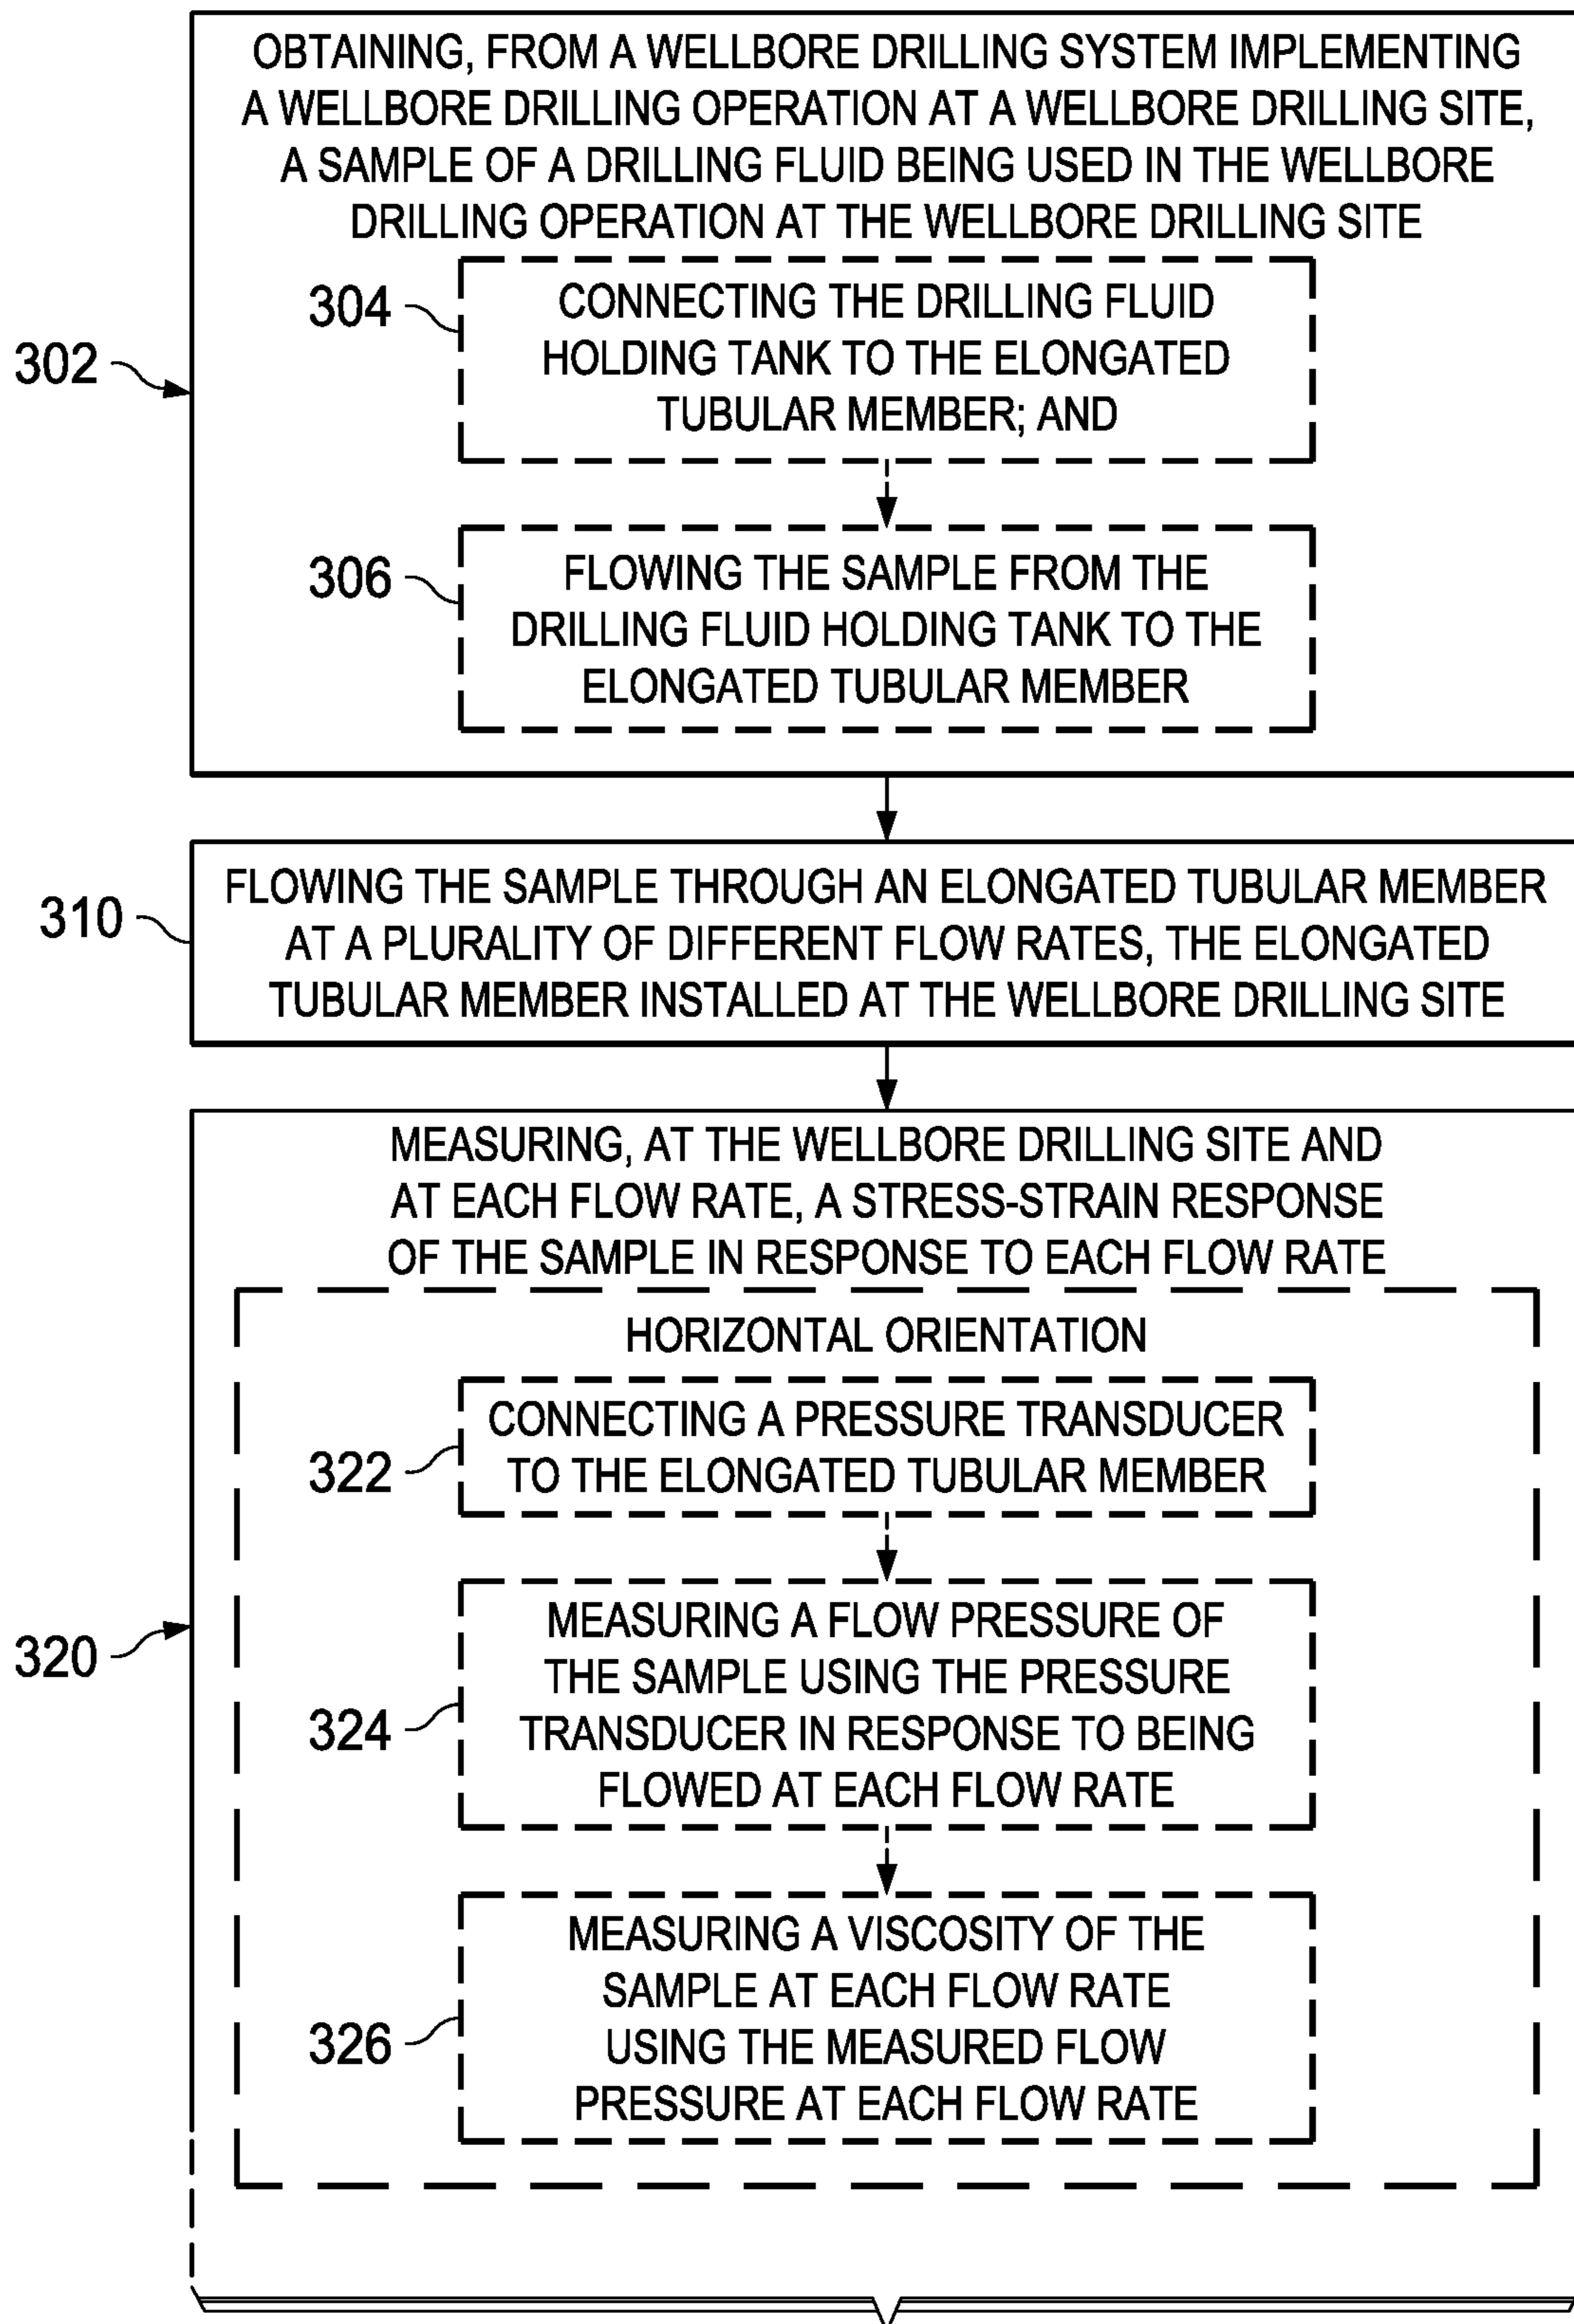 OBTAINING, FROM A WELLBORE DRILLING SYSTEM IMPLEMENTING
A WELLBORE DRILLING OPERATION AT A WELLBORE DRILLING SITE,
A SAMPLE OF A DRILLING FLUID BEING USED IN THE WELLBORE
DRILLING OPERATION AT THE WELLBORE DRILLING SITE
302
304
CONNECTING THE DRILLING FLUID
HOLDING TANK TO THE ELONGATED
TUBULAR MEMBER; AND
306
FLOWING THE SAMPLE FROM THE
DRILLING FLUID HOLDING TANK TO THE
ELONGATED TUBULAR MEMBER
310
FLOWING THE SAMPLE THROUGH AN ELONGATED TUBULAR MEMBER
AT A PLURALITY OF DIFFERENT FLOW RATES, THE ELONGATED
TUBULAR MEMBER INSTALLED AT THE WELLBORE DRILLING SITE
320
MEASURING, AT THE WELLBORE DRILLING SITE AND
AT EACH FLOW RATE, A STRESS-STRAIN RESPONSE
OF THE SAMPLE IN RESPONSE TO EACH FLOW RATE
HORIZONTAL ORIENTATION
322
CONNECTING A PRESSURE TRANSDUCER
TO THE ELONGATED TUBULAR MEMBER
324
MEASURING A FLOW PRESSURE OF
THE SAMPLE USING THE PRESSURE
TRANSDUCER IN RESPONSE TO BEING
FLOWED AT EACH FLOW RATE
326
MEASURING A VISCOSITY OF THE
SAMPLE AT EACH FLOW RATE
USING THE MEASURED FLOW
PRESSURE AT EACH FLOW RATE